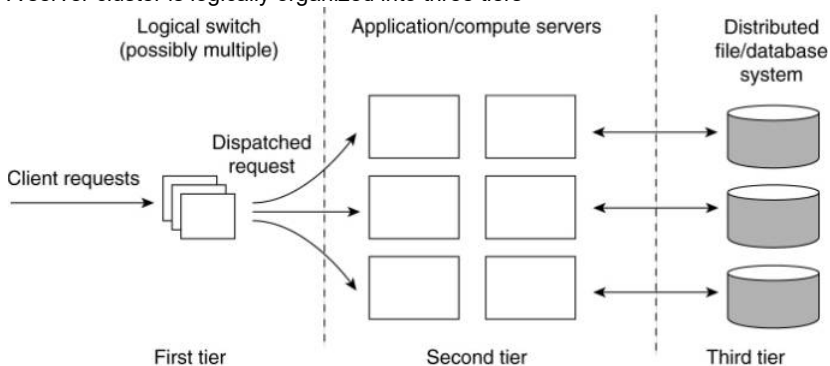 A server cluster is logically organized into three tiers
Logical switch
(possibly multiple)
Application/compute servers
Distributed
file/database
system
Dispatched
request
Client requests
First tier
Second tier
Third tier